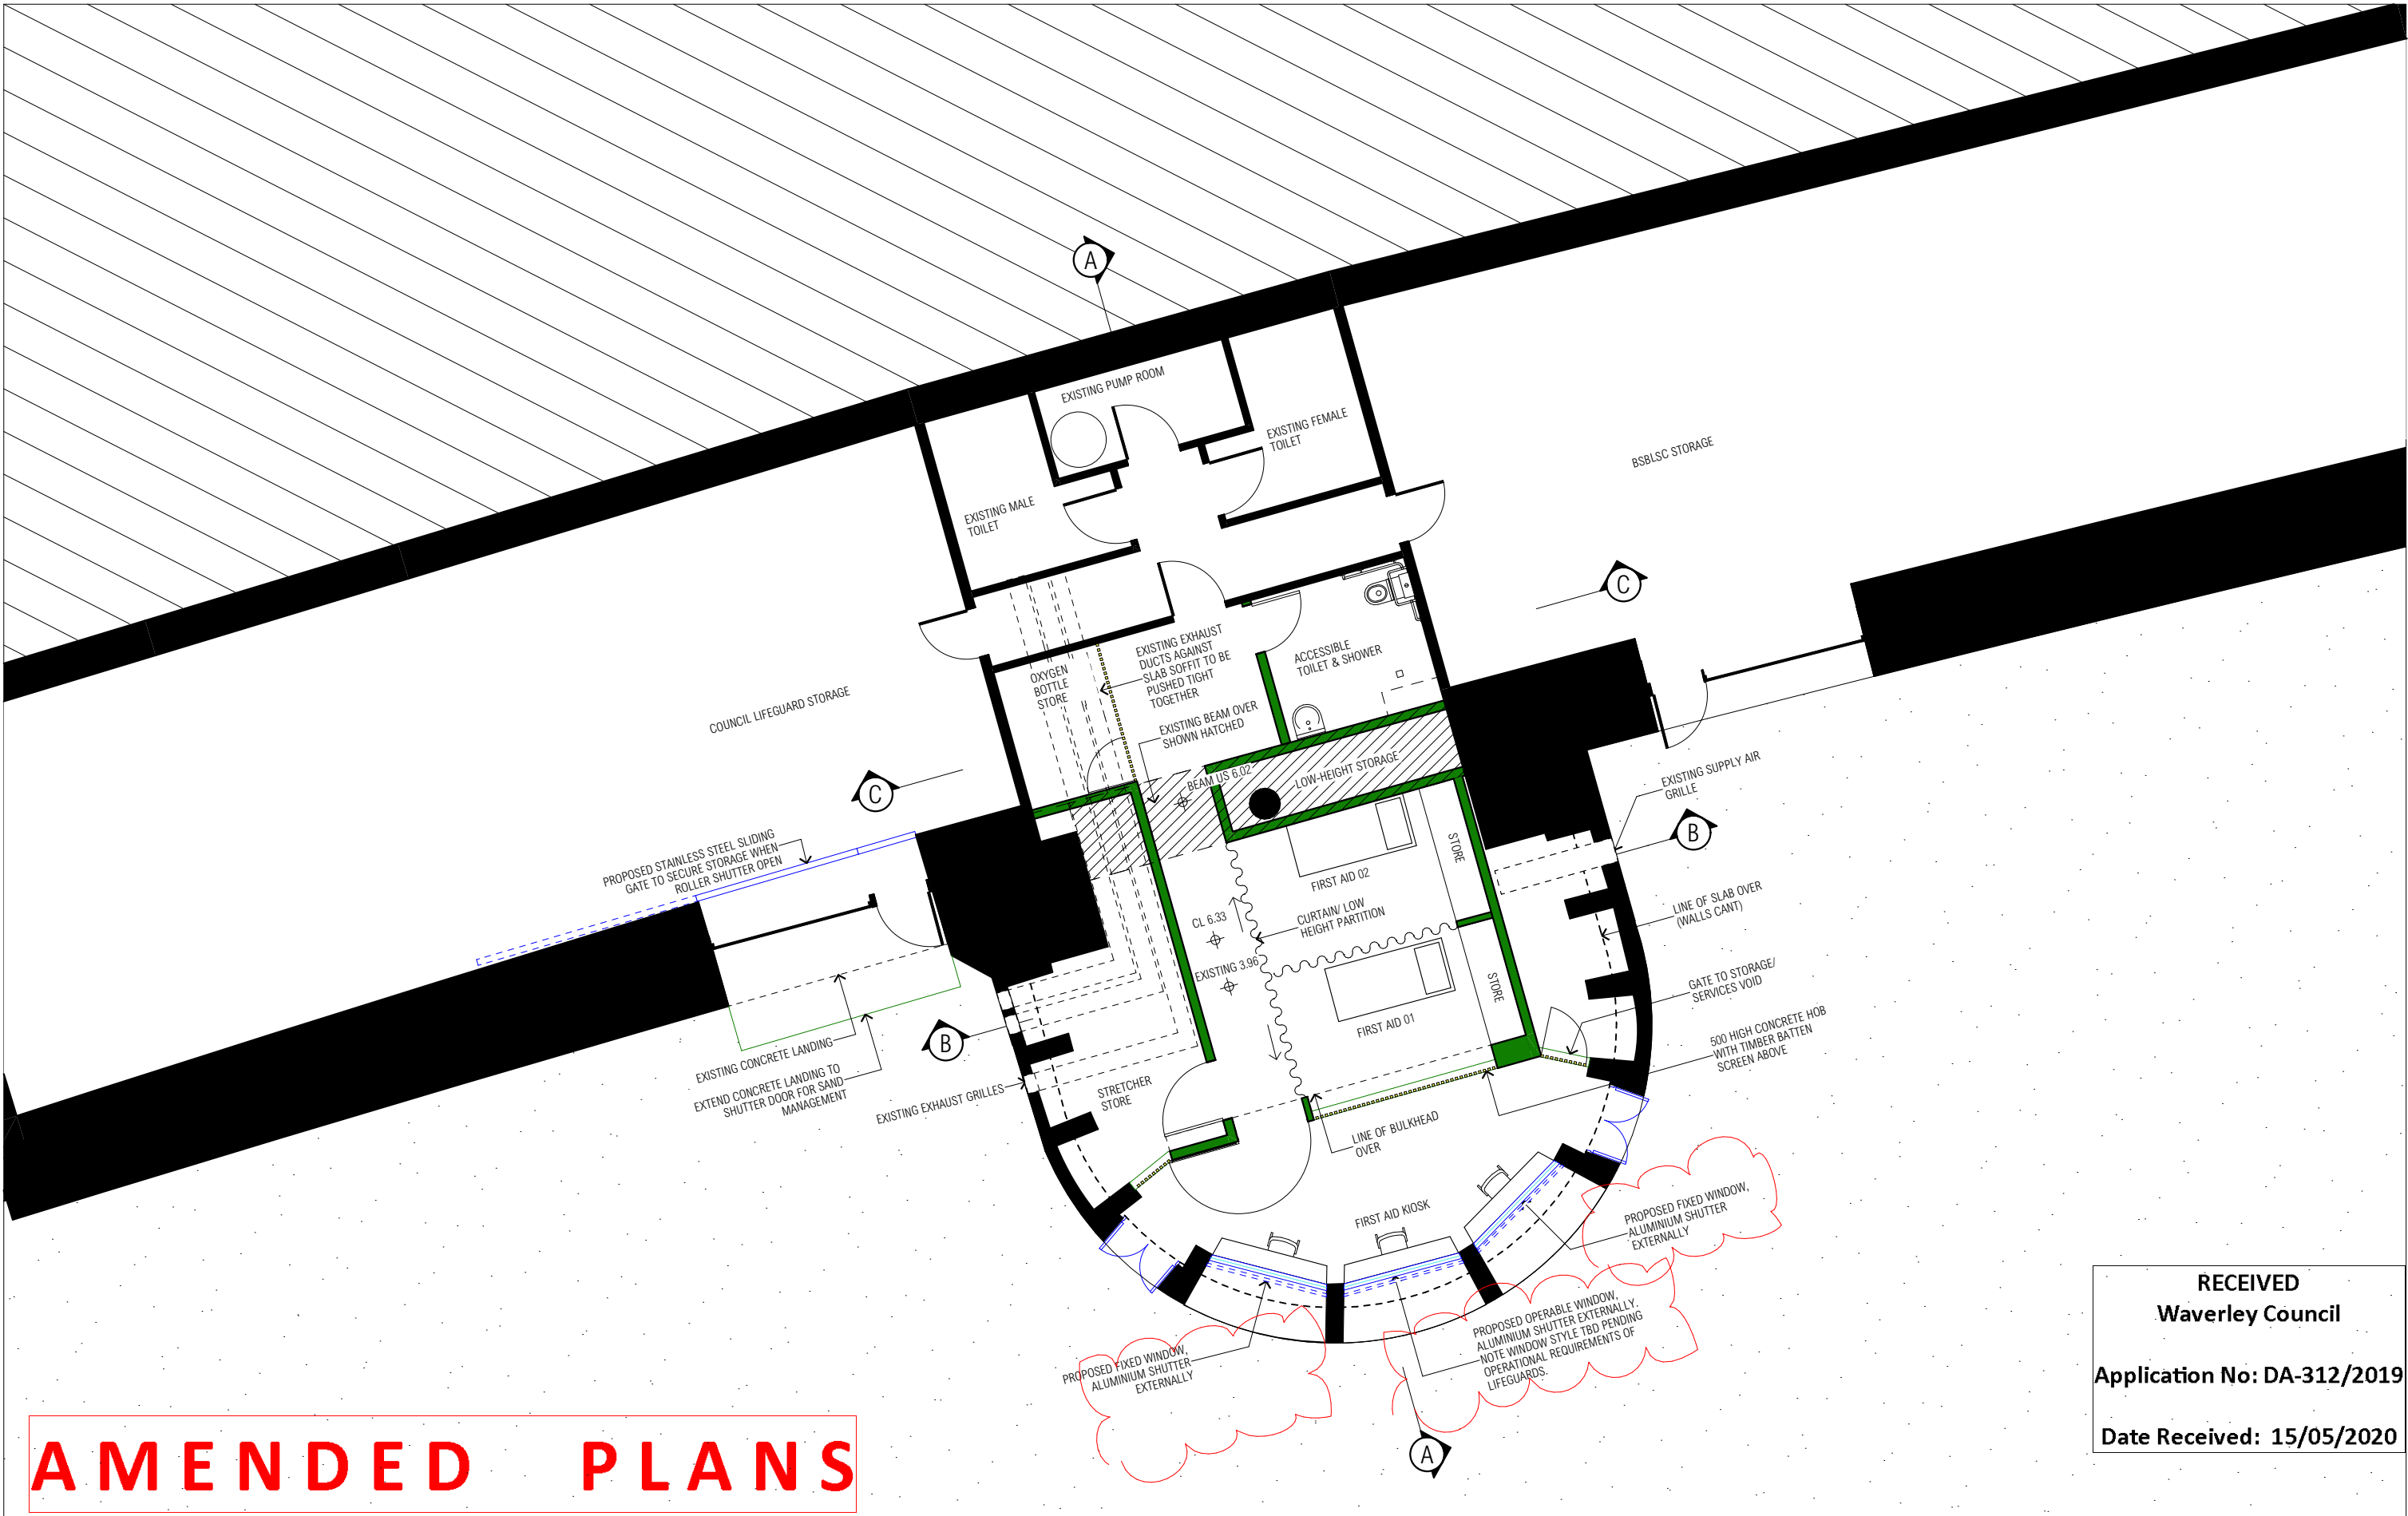 A
EXISTING PUMP ROOM
EXISTING FEMALE
TOILET
BSBLSC STORAGE
EXISTING MALE
TOILET
C
ACCESSIBLE
TOILET & SHOWER
EXISTING EXHAUST
DUCTS AGAINST
SLAB SOFFIT TO BE
PUSHED TIGHT
TOGETHER
OXYGEN
BOTTLE
STORE
COUNCIL LIFEGUARD STORAGE
EXISTING BEAM OVER
SHOWN HATCHED
BEAM US 6.02
LOW-HEIGHT STORAGE
C
EXISTING SUPPLY AIR
GRILLE
B
PROPOSED STAINLESS STEEL SLIDING
GATE TO SECURE STORAGE WHEN
ROLLER SHUTTER OPEN
STORE
FIRST AID 02
CL 6.33
CURTAIN/ LOW
HEIGHT PARTITION
LINE OF SLAB OVER
(WALLS CANT)
EXISTING 3.96
STORE
GATE TO STORAGE/
SERVICES VOID
FIRST AID 01
500 HIGH CONCRETE HOB
WITH TIMBER BATTEN
SCREEN ABOVE
B
EXISTING CONCRETE LANDING
EXTEND CONCRETE LANDING TO
SHUTTER DOOR FOR SAND
MANAGEMENT
EXISTING EXHAUST GRILLES
STRETCHER
STORE
LINE OF BULKHEAD
OVER
FIRST AID KIOSK
PROPOSED FIXED WINDOW,
ALUMINIUM SHUTTER
EXTERNALLY
PROPOSED OPERABLE WINDOW,
ALUMINIUM SHUTTER EXTERNALLY.
NOTE WINDOW STYLE TBD PENDING
OPERATIONAL REQUIREMENTS OF
LIFEGUARDS.
PROPOSED FIXED WINDOW,
ALUMINIUM SHUTTER
EXTERNALLY
A
RECEIVED
Waverley Council
Application No: DA-312/2019
Date Received: 15/05/2020
AMENDED PLANS